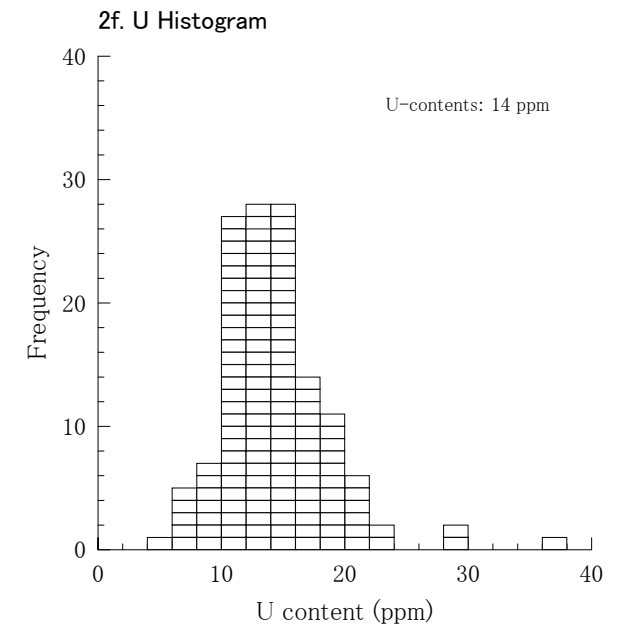 2f. U Histogram
40
U-contents: 14 ppm
30
Frequency
20
10
0
0 10 20 30 40
U content (ppm)